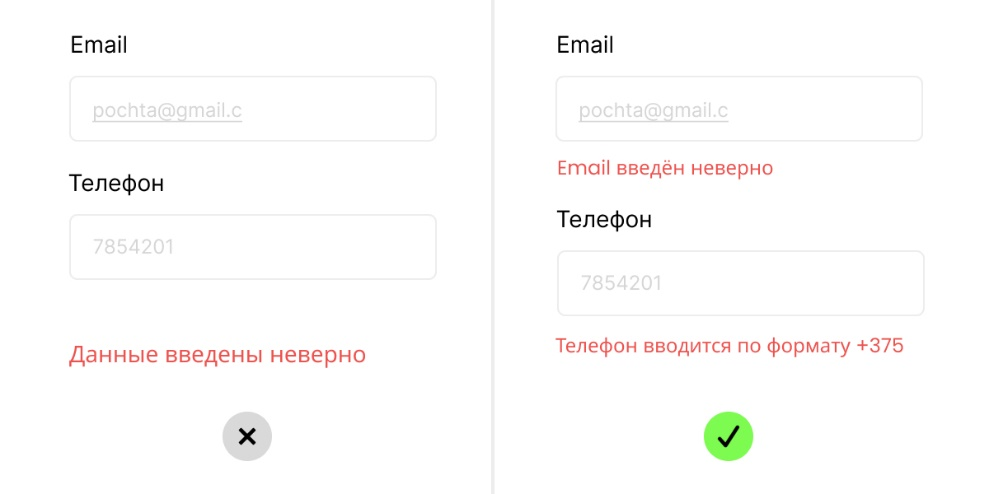 Email
pochta@gmail.c
Телефон
7854201
Данные введены неверно
Email
pochta@gmail.c
Email введён неверно
Телефон
7854201
Телефон вводится по формату +375